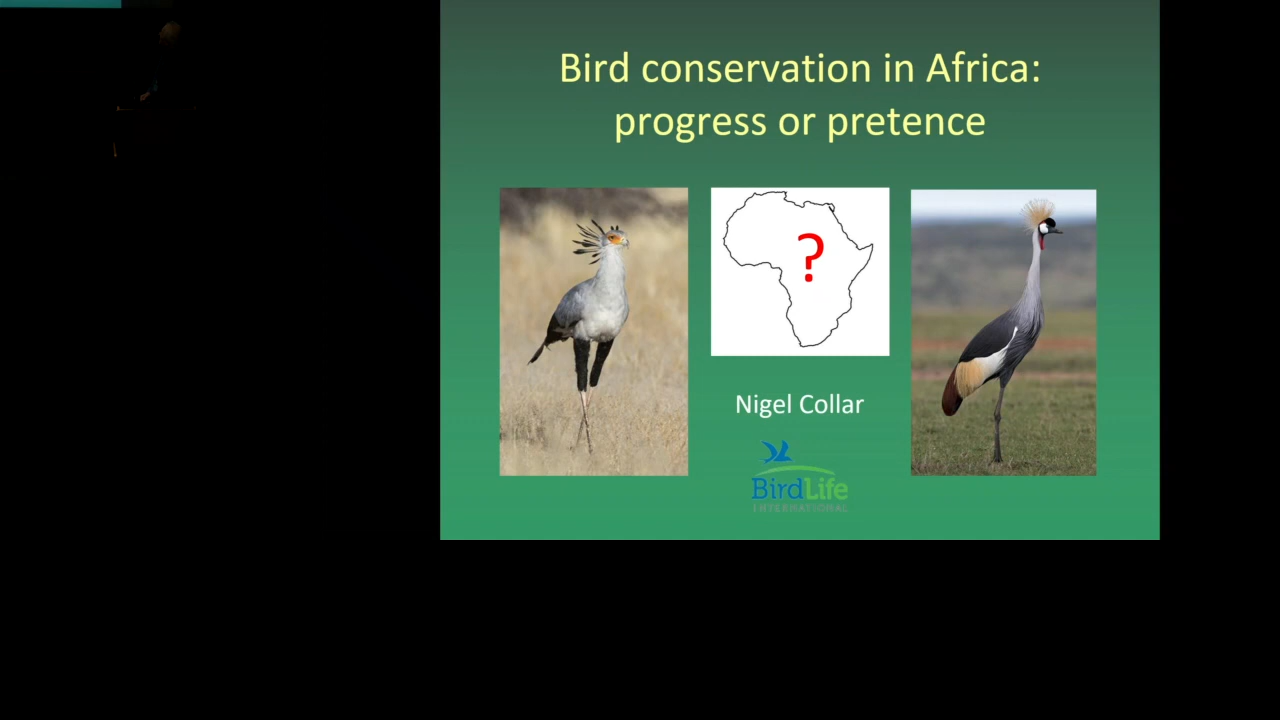 Bird conservation in Africa:
progress or pretence
?
Nigel Collar
BirdLife
INTERNATIONAL